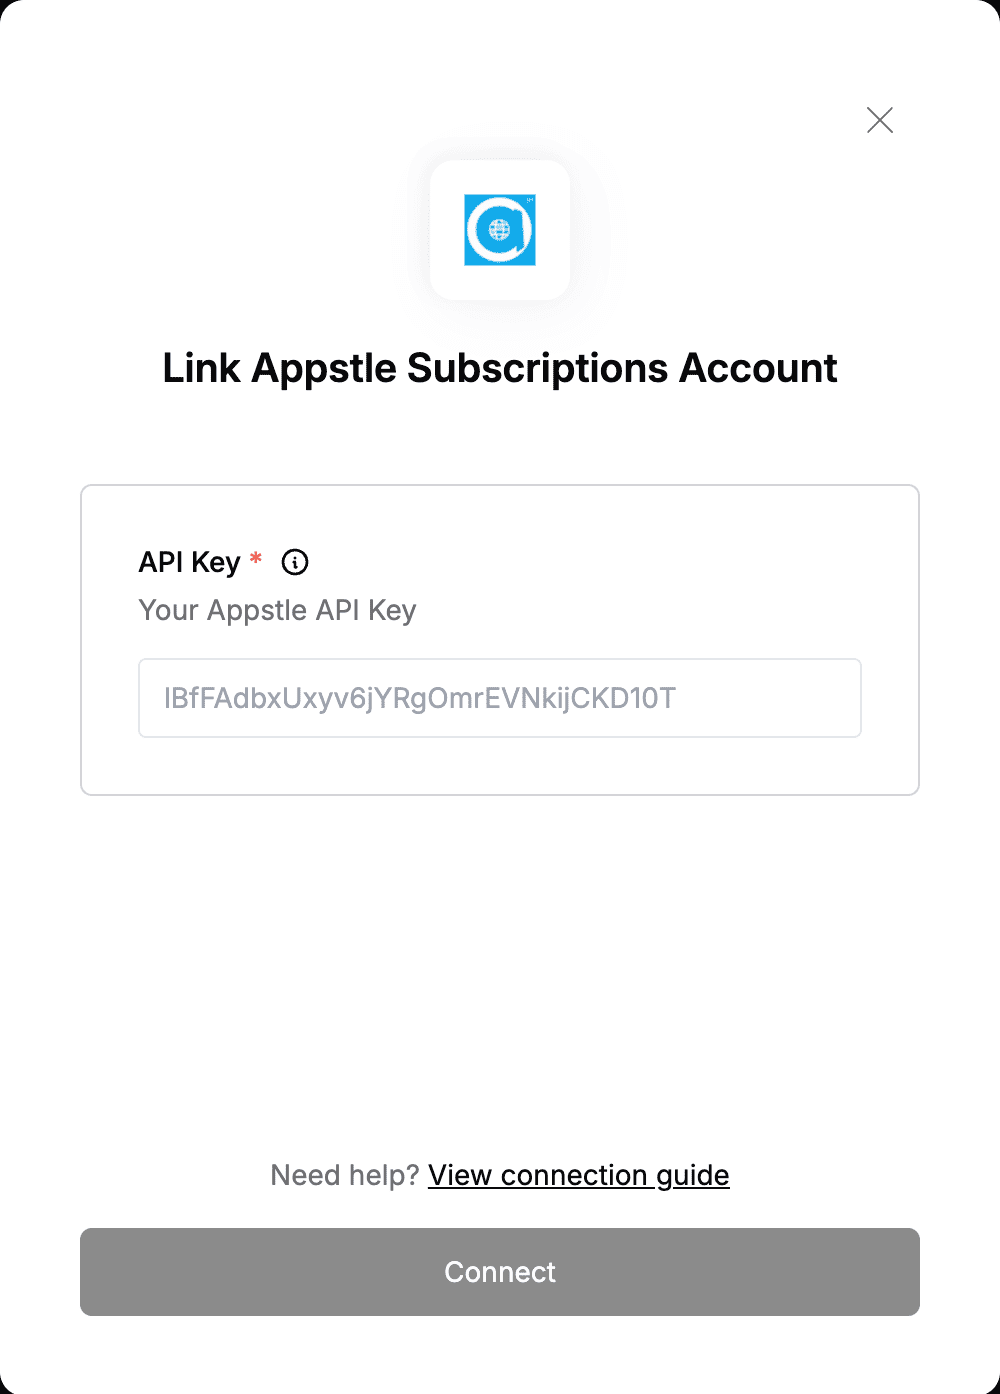 Link Appstle Subscriptions Account
API Key *
Your Appstle API Key
IBfFAdbxUxyv6jYRgOmrEVNkijCKD10T
Need help? View connection guide
Connect